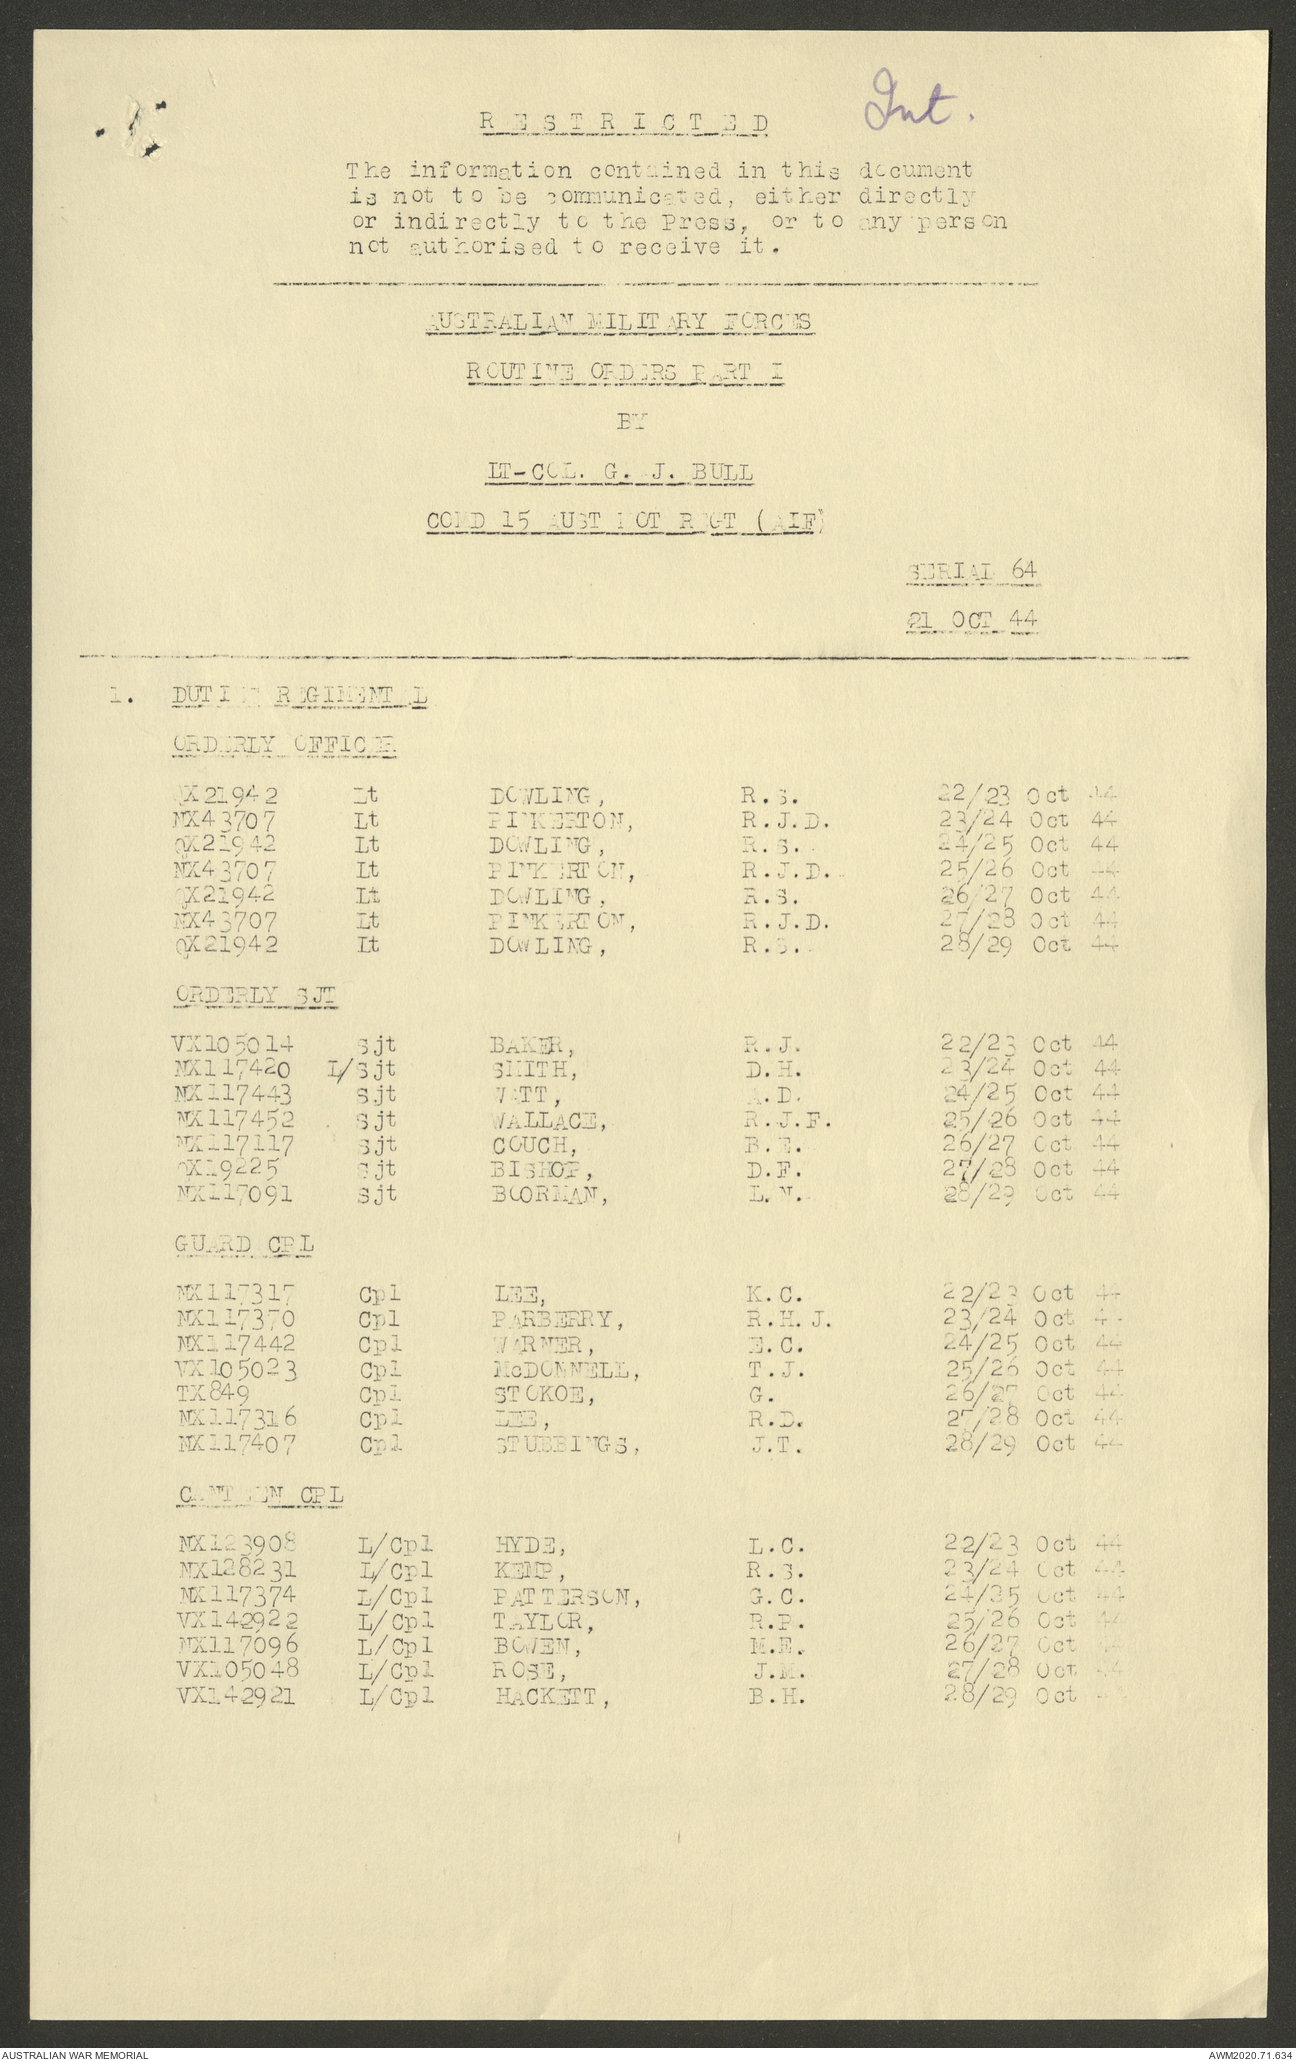 Int.
RESTRICTED
The information contained in this document
is not to be communicated, either directly
or indirectly to the Press, or to any person
not authorised to receive it.
AUSTRALIAN MILITARY FORCES
ROUTINE ORDERS PART I
BY
LT-COL. G. J. BULL
COMD 15 AUST MOT REGT (AIF)
SERIAL 64
21 OCT 44
1. DUTIES REGIMENTAL
ORDERLY OFFICER
QX21942 Lt DOWLING, R.S. 22/23 Oct 44
NX43707 Lt PINKERTON, R.J.D. 23/24 Oct 44
QX21942 Lt DOWLING, R.S. 24/25 Oct 44
NX43707 Lt PINKERTON, R.J.D. 25/26 Oct 44
QX21942 Lt DOWLING, R.S. 26/27 Oct 44
NX43707 Lt PINKERTON, R.J.D. 27/28 Oct 44
QX21942 Lt DOWLING, R.S. 28/29 Oct 44
ORDERLY SJT
VX105014 Sjt BAKER, R.J. 22/23 Oct 44
NX117420 L/Sjt SMITH, D.H. 23/24 Oct 44
NX117443 Sjt WATT, A.D. 24/25 Oct 44
NX117452 Sjt WALLACE, R.J.F. 25/26 Oct 44
NX117117 Sjt COUCH, B.E. 26/27 Oct 44
QX19225 Sjt BISHOP, D.F. 27/28 Oct 44
NX117091 Sjt BOORMAN, L.N. 28/29 Oct 44
GUARD CPL
NX117317 Cpl LEE, K.C. 22/23 Oct 44
NX117370 Cpl PARBERRY, R.H.J. 23/24 Oct 44
NX117442 Cpl WARNER, E.C. 24/25 Oct 44
VX105023 Cpl McDONNELL, T.J. 25/26 Oct 44
TX849 Cpl STOKOE, G. 26/27 Oct 44
NX117316 Cpl LEE, R.D. 27/28 Oct 44
NX117407 Cpl STUBBINGS, J.T. 28/29 Oct 44
CANTEEN CPL
NX123908 L/Cpl HYDE, L.C. 22/23 Oct 44
NX128231 L/Cpl KEMP, R.S. 23/24 Oct 44
NX117374 L/Cpl PATTERSON, G.C. 24/25 Oct 44
VX142922 L/Cpl TAYLOR, R.P. 25/26 Oct 44
NX117096 L/Cpl BOWEN, M.E. 26/27 Oct 44
VX105048 L/Cpl ROSE, J.M. 27/28 Oct 44
VX142921 L/Cpl HACKETT, B.H. 28/29 Oct
AUSTRALIAN WAR MEMORIAL
AWM2020.71.634